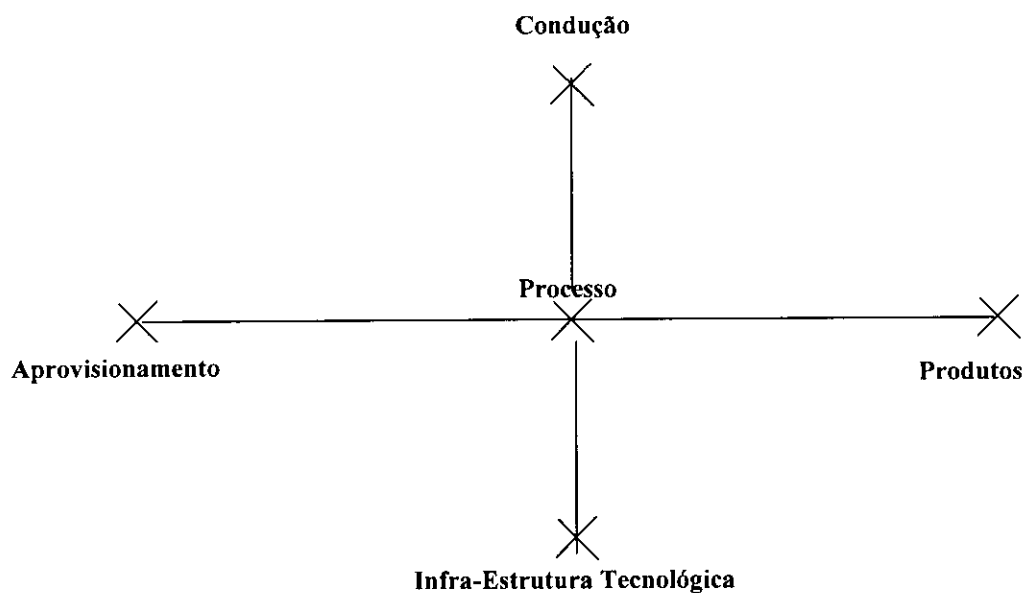 Condução
Processo
Aprovisionamento
Produtos
Infra-Estrutura Tecnológica